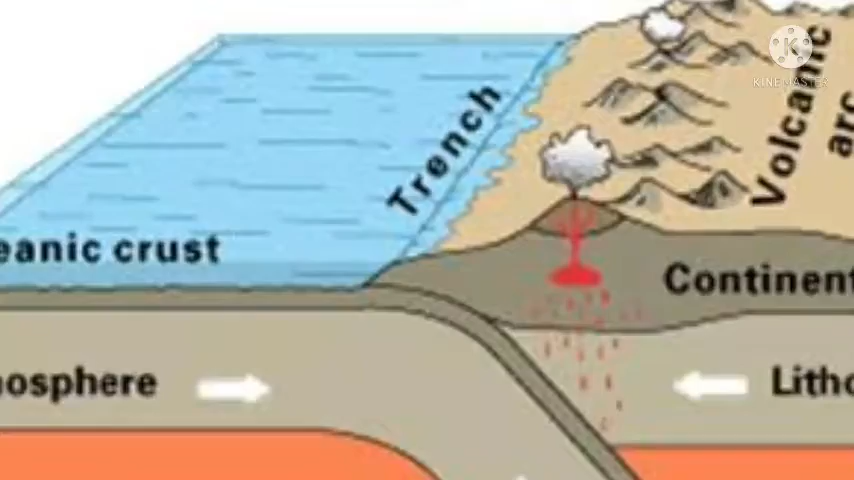 KINEMASTER
Volcanic
arc
Trench
eanic crust
Continent
osphere
Litho